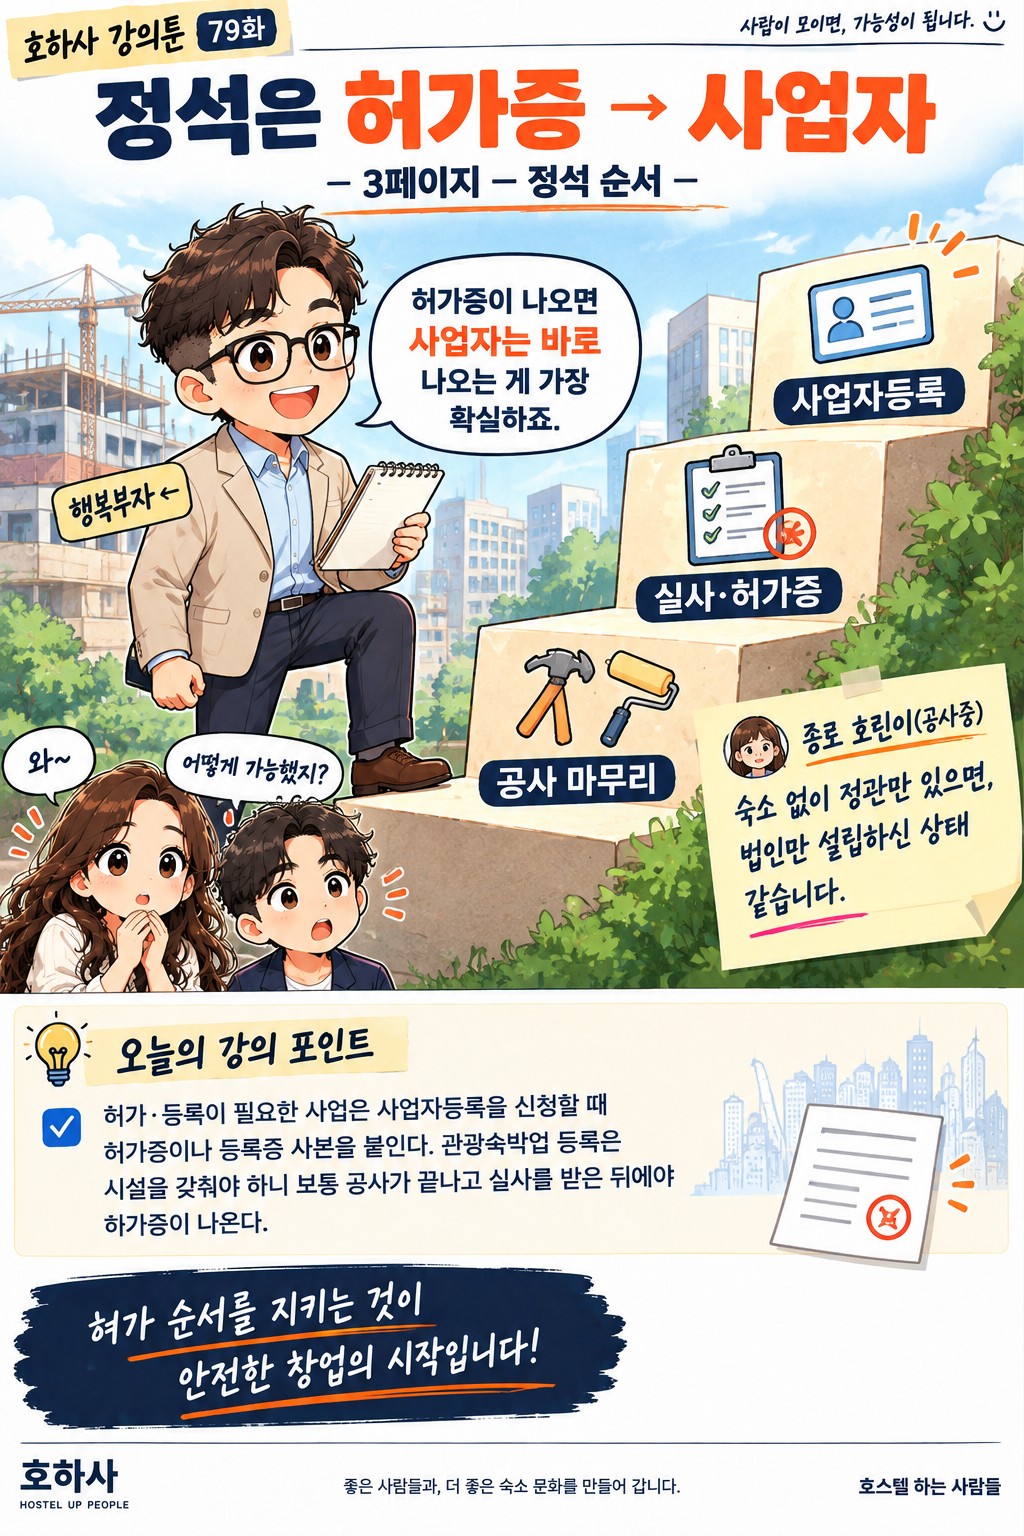 호하사 강의툰 79화
사람이 모이면, 가능성이 됩니다.
정석은 허가증 → 사업자
– 3페이지 – 정석 순서 –
허가증이 나오면
사업자는 바로
나오는 게 가장
확실하죠.
행복부자 ←
사업자등록
실사·허가증
공사 마무리
와~
어떻게 가능했지?
종로 호린이(공사중)
숙소 없이 정관만 있으면,
법인만 설립하신 상태
같습니다.
오늘의 강의 포인트
허가·등록이 필요한 사업은 사업자등록을 신청할 때
허가증이나 등록증 사본을 붙인다. 관광속박업 등록은
시설을 갖춰야 하니 보통 공사가 끝나고 실사를 받은 뒤에야
하가증이 나온다.
혀가 순서를 지키는 것이
안전한 창업의 시작입니다!
호하사
HOSTEL UP PEOPLE
좋은 사람들과, 더 좋은 숙소 문화를 만들어 갑니다.
호스텔 하는 사람들